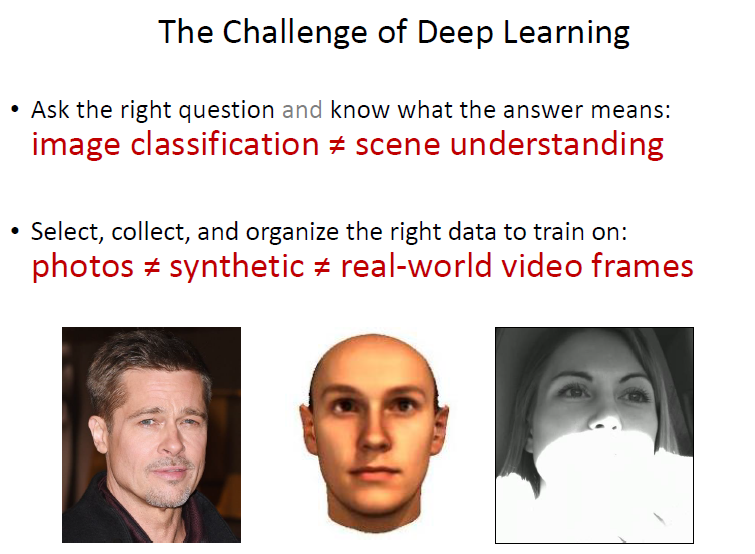 The Challenge of Deep Learning
• Ask the right question and know what the answer means:
image classification ≠ scene understanding
• Select, collect, and organize the right data to train on:
photos ≠ synthetic ≠ real-world video frames